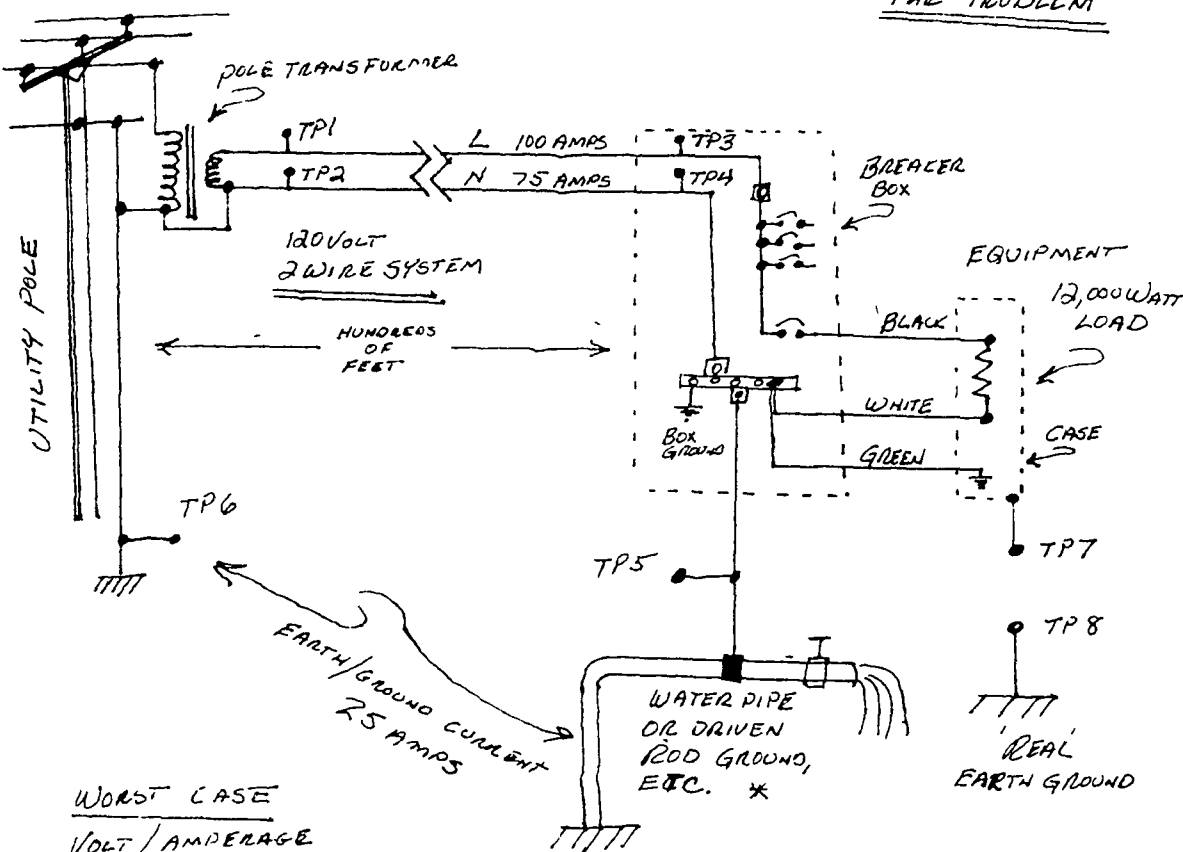 THE PROBLEM
POLE TRANSFORMER
TP1
L 100 AMPS
TP3
TP2
N 75 AMPS
TP4
BREAKER
BOX
120 VOLT
2 WIRE SYSTEM
UTILITY POLE
HUNDREDS
OF
FEET
EQUIPMENT
12,000 WATT
LOAD
BLACK
WHITE
BOX
GROUND
GREEN
CASE
TP6
TP5
TP7
TP8
EARTH/GROUND CURRENT
25 AMPS
WATER PIPE
OR DRIVEN
ROD GROUND,
ETC. *
'REAL'
EARTH GROUND
WORST CASE
VOLT/AMPERAGE